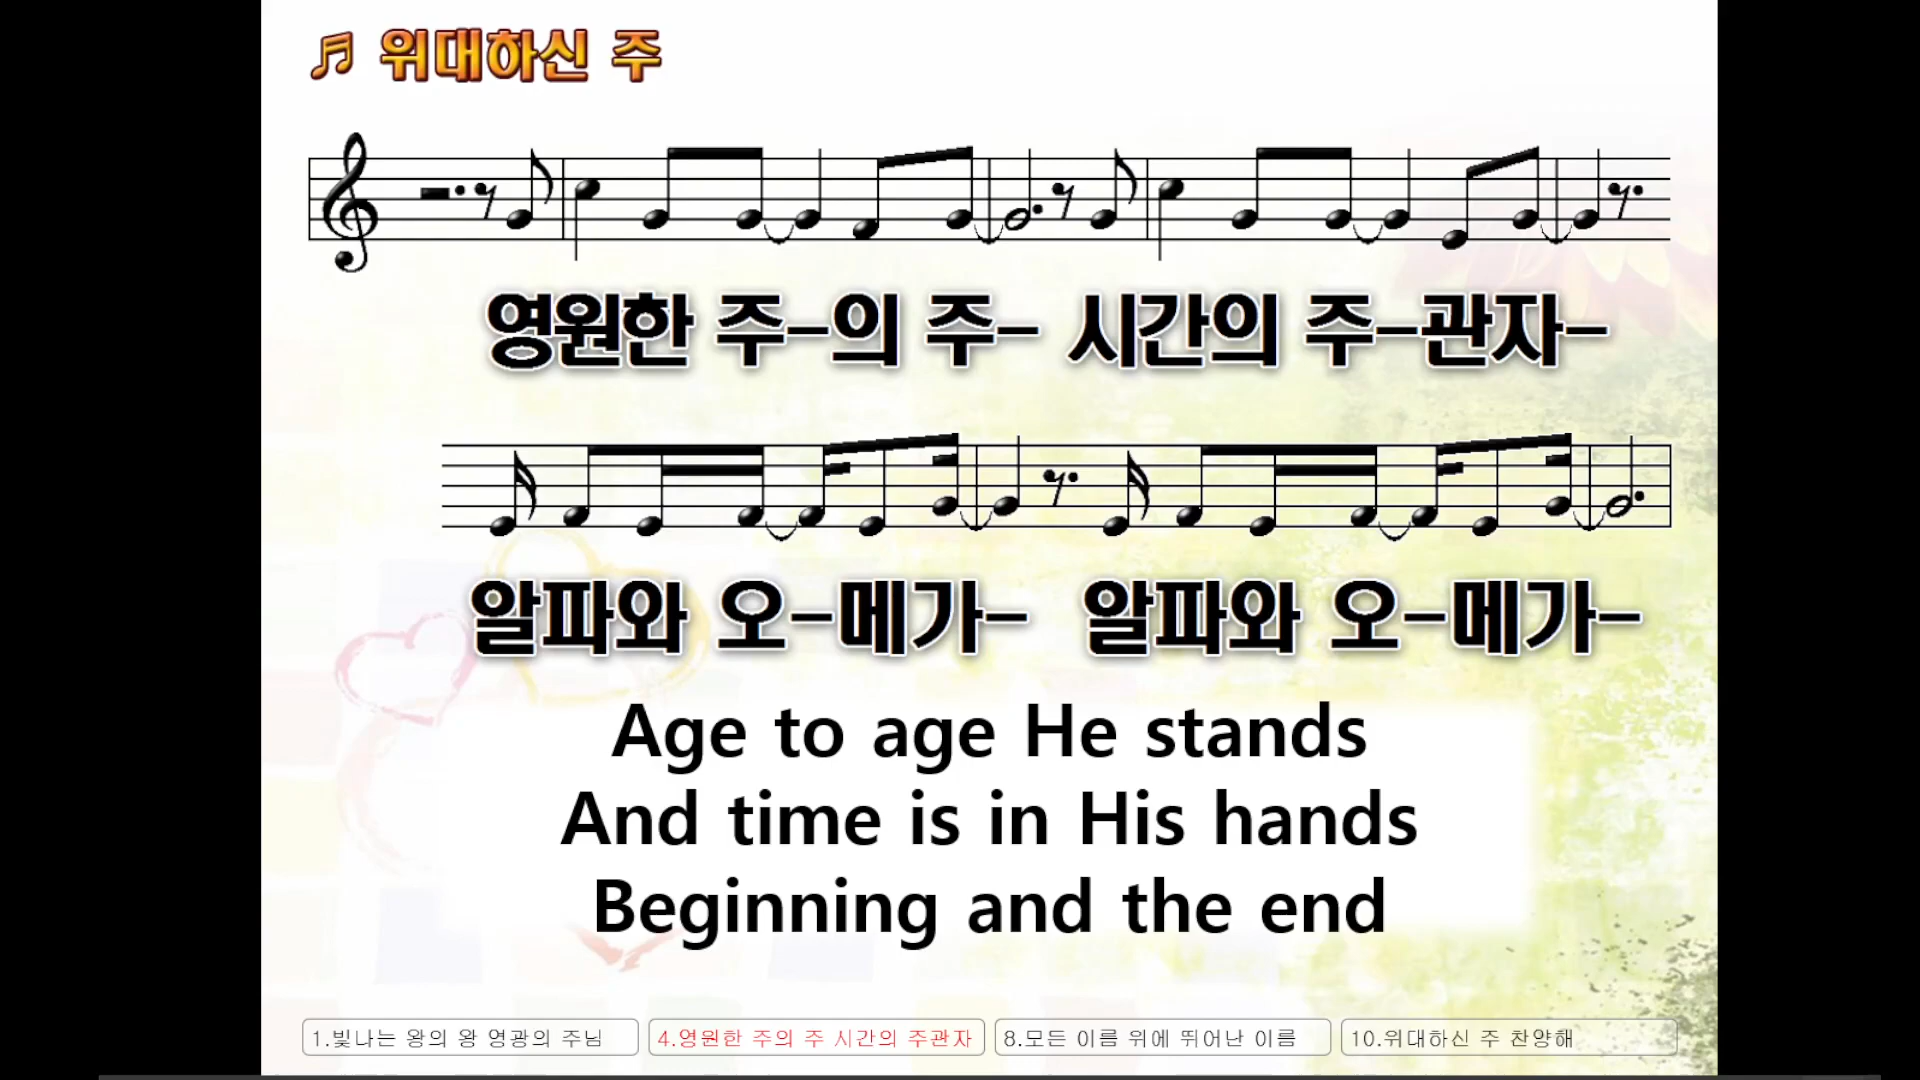 위대하신 주
영원한 주-의 주- 시간의 주-관자-
알파와 오-메가- 알파와 오-메가-
Age to age He stands
And time is in His hands
Beginning and the end
1.빛나는 왕의 왕 영광의 주님 4.영원한 주의 주 시간의 주관자 8.모든 이름 위에 뛰어난 이름 10.위대하신 주 찬양해